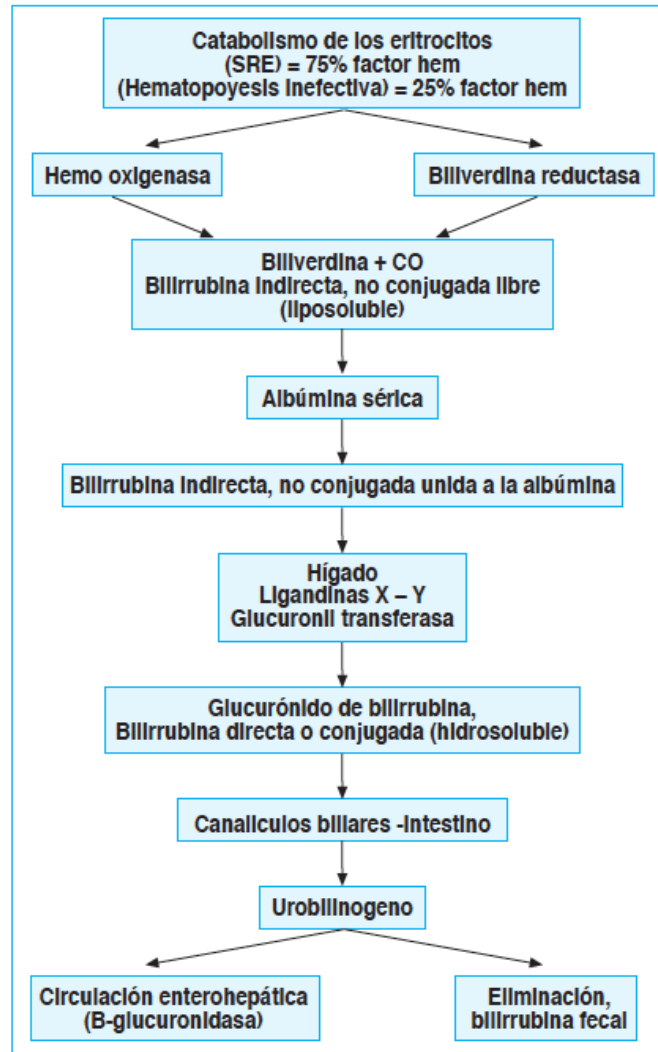 Catabolismo de los eritrocitos
(SRE) = 75% factor hem
(Hematopoyesis inefectiva) = 25% factor hem
Hemo oxigenasa
Biliverdina reductasa
Biliverdina + CO
Bilirrubina indirecta, no conjugada libre
(liposoluble)
Albúmina sérica
Bilirrubina indirecta, no conjugada unida a la albúmina
Hígado
Ligandinas X – Y
Glucuronil transferasa
Glucurónido de bilirrubina,
Bilirrubina directa o conjugada (hidrosoluble)
Canalículos biliares -intestino
Urobilinogeno
Circulación enterohepática
(B-glucuronidasa)
Eliminación,
bilirrubina fecal